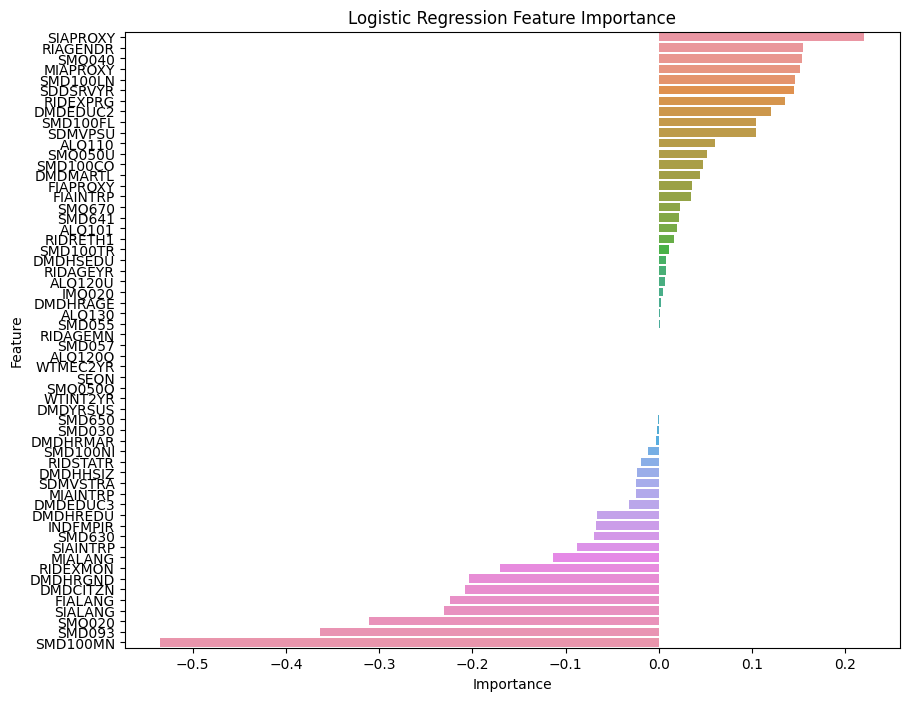 Logistic Regression Feature Importance
SIAPROXY
RIAGENDR
SMQ040
MIAPROXY
SMD100LN
SDDSRVYR
RIDEXPRG
DMDEDUC2
SMD100FL
SDMVPSU
ALQ110
SMQ050U
SMD100CO
DMDMARTL
FIAPROXY
FIAINTRP
SMQ670
SMD641
ALQ101
RIDRETH1
SMD100TR
DMDHSEDU
RIDAGEYR
ALQ120U
IMQ020
DMDHRAGE
ALQ130
SMD055
RIDAGEMN
SMD057
ALQ120Q
WTMEC2YR
SEQN
SMQ050Q
WTINT2YR
DMDYRSUS
SMD650
SMD030
DMDHRMAR
SMD100NI
RIDSTATR
DMDHHSIZ
SDMVSTRA
MIAINTRP
DMDEDUC3
DMDHREDU
INDFMPIR
SMD630
SIAINTRP
MIALANG
RIDEXMON
DMDHRGND
DMDCITZN
FIALANG
SIALANG
SMQ020
SMD093
SMD100MN
Feature
−0.5 −0.4 −0.3 −0.2 −0.1 0.0 0.1 0.2
Importance